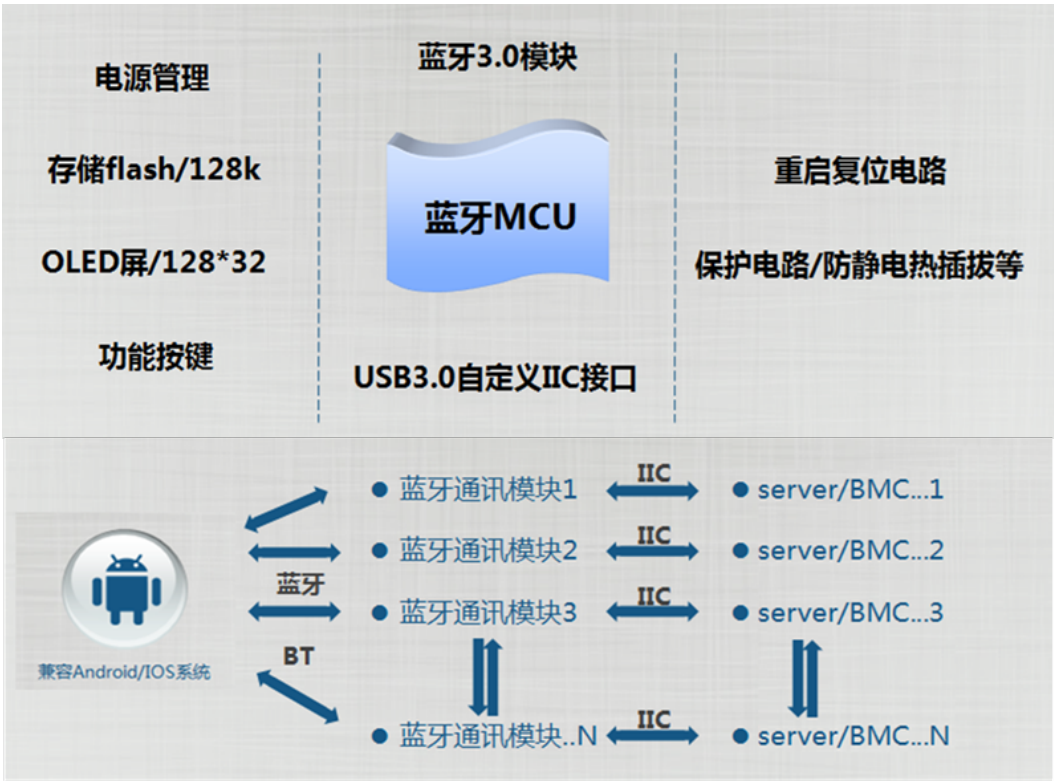 电源管理
存储flash/128k
OLED屏/128*32
功能按键
蓝牙3.0模块
蓝牙MCU
USB3.0自定义IIC接口
重启复位电路
保护电路/防静电热插拔等
兼容Android/IOS系统
蓝牙
BT
蓝牙通讯模块1
IIC
server/BMC...1
蓝牙通讯模块2
IIC
server/BMC...2
蓝牙通讯模块3
IIC
server/BMC...3
蓝牙通讯模块..N
IIC
server/BMC...N